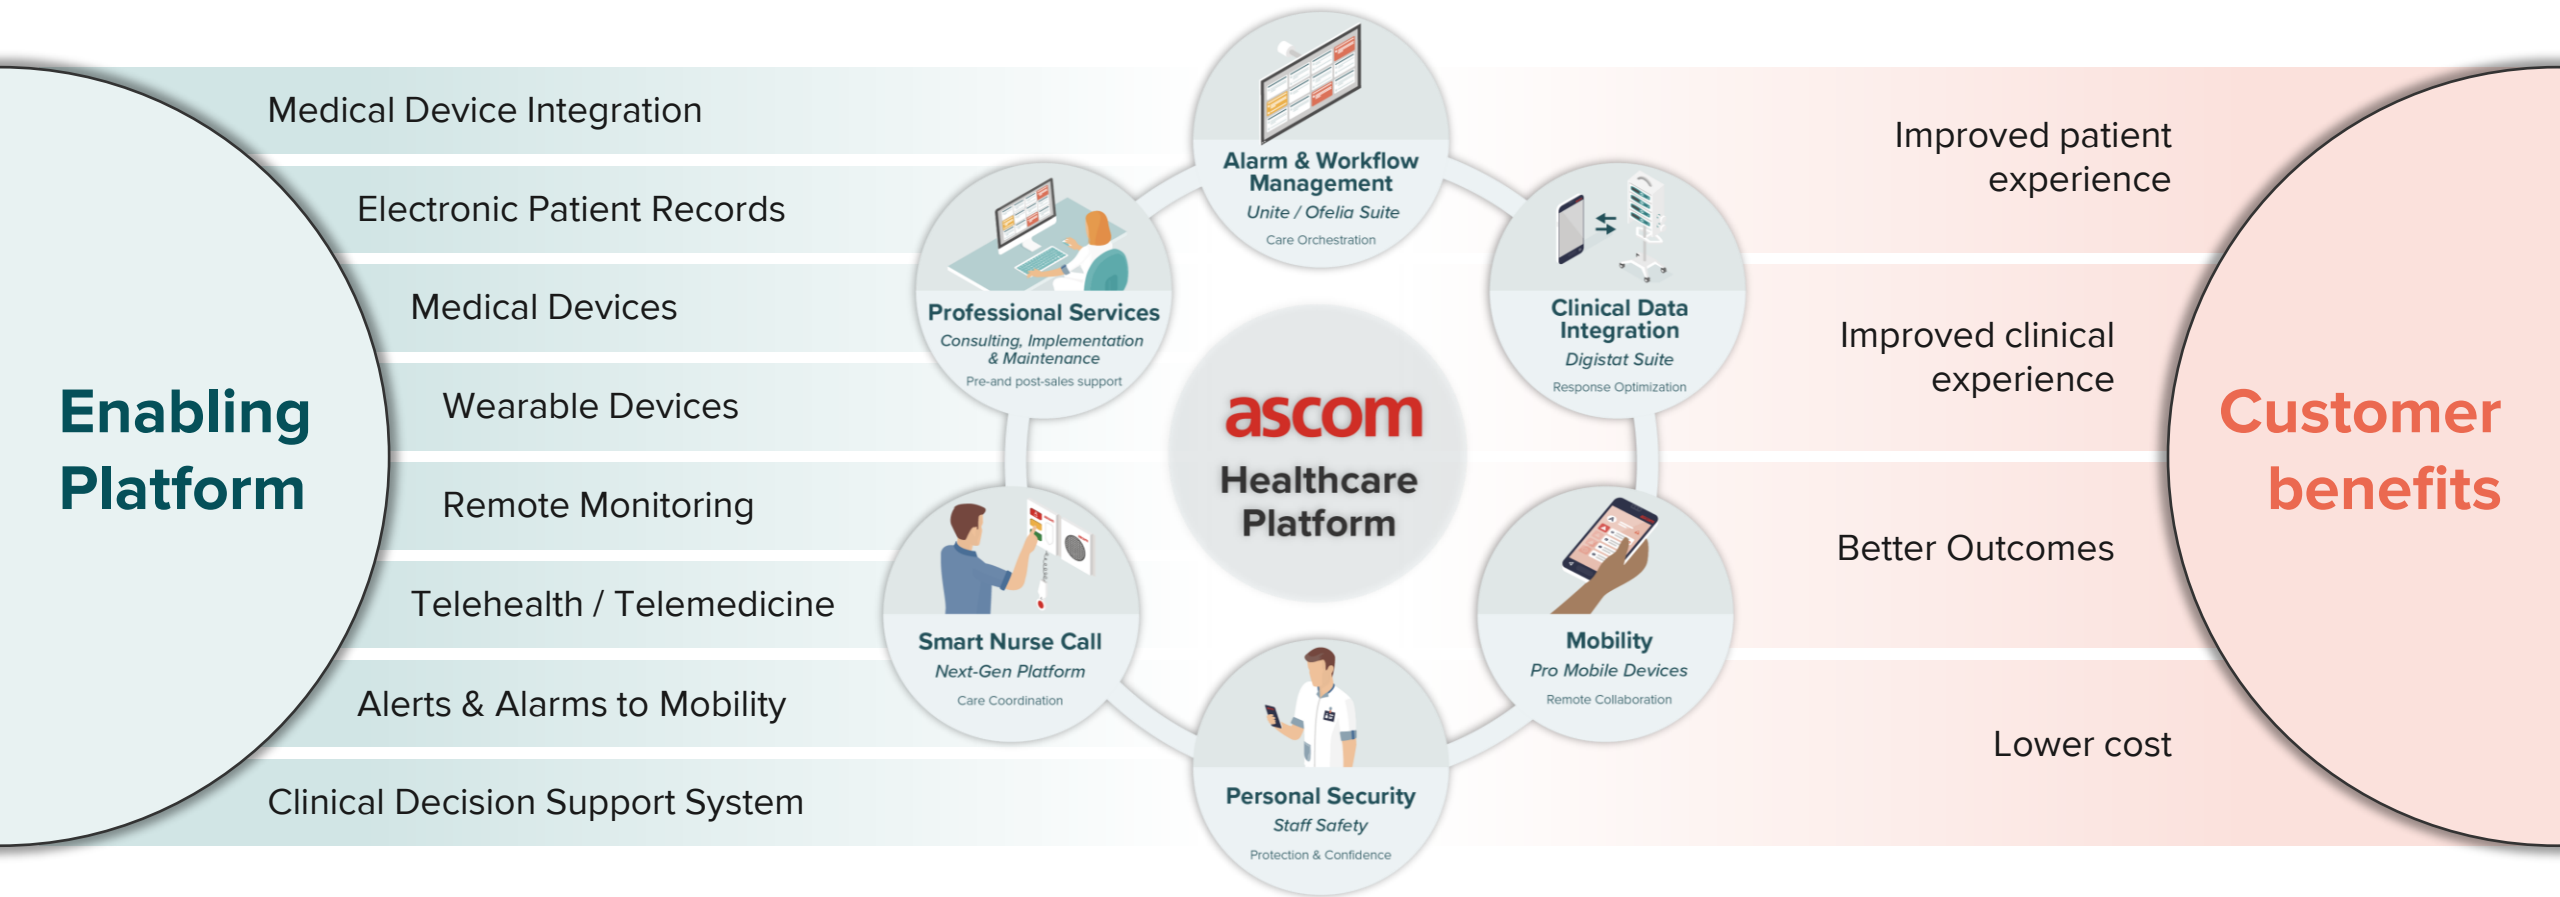 Enabling
Platform
Medical Device Integration
Electronic Patient Records
Medical Devices
Wearable Devices
Remote Monitoring
Telehealth / Telemedicine
Alerts & Alarms to Mobility
Clinical Decision Support System
Alarm & Workflow
Management
Unite / Ofelia Suite
Care Orchestration
Professional Services
Consulting, Implementation
& Maintenance
Pre-and post-sales support
Clinical Data
Integration
Digistat Suite
Response Optimization
ascom
Healthcare
Platform
Smart Nurse Call
Next-Gen Platform
Care Coordination
Mobility
Pro Mobile Devices
Remote Collaboration
Personal Security
Staff Safety
Protection & Confidence
Improved patient
experience
Improved clinical
experience
Better Outcomes
Lower cost
Customer
benefits